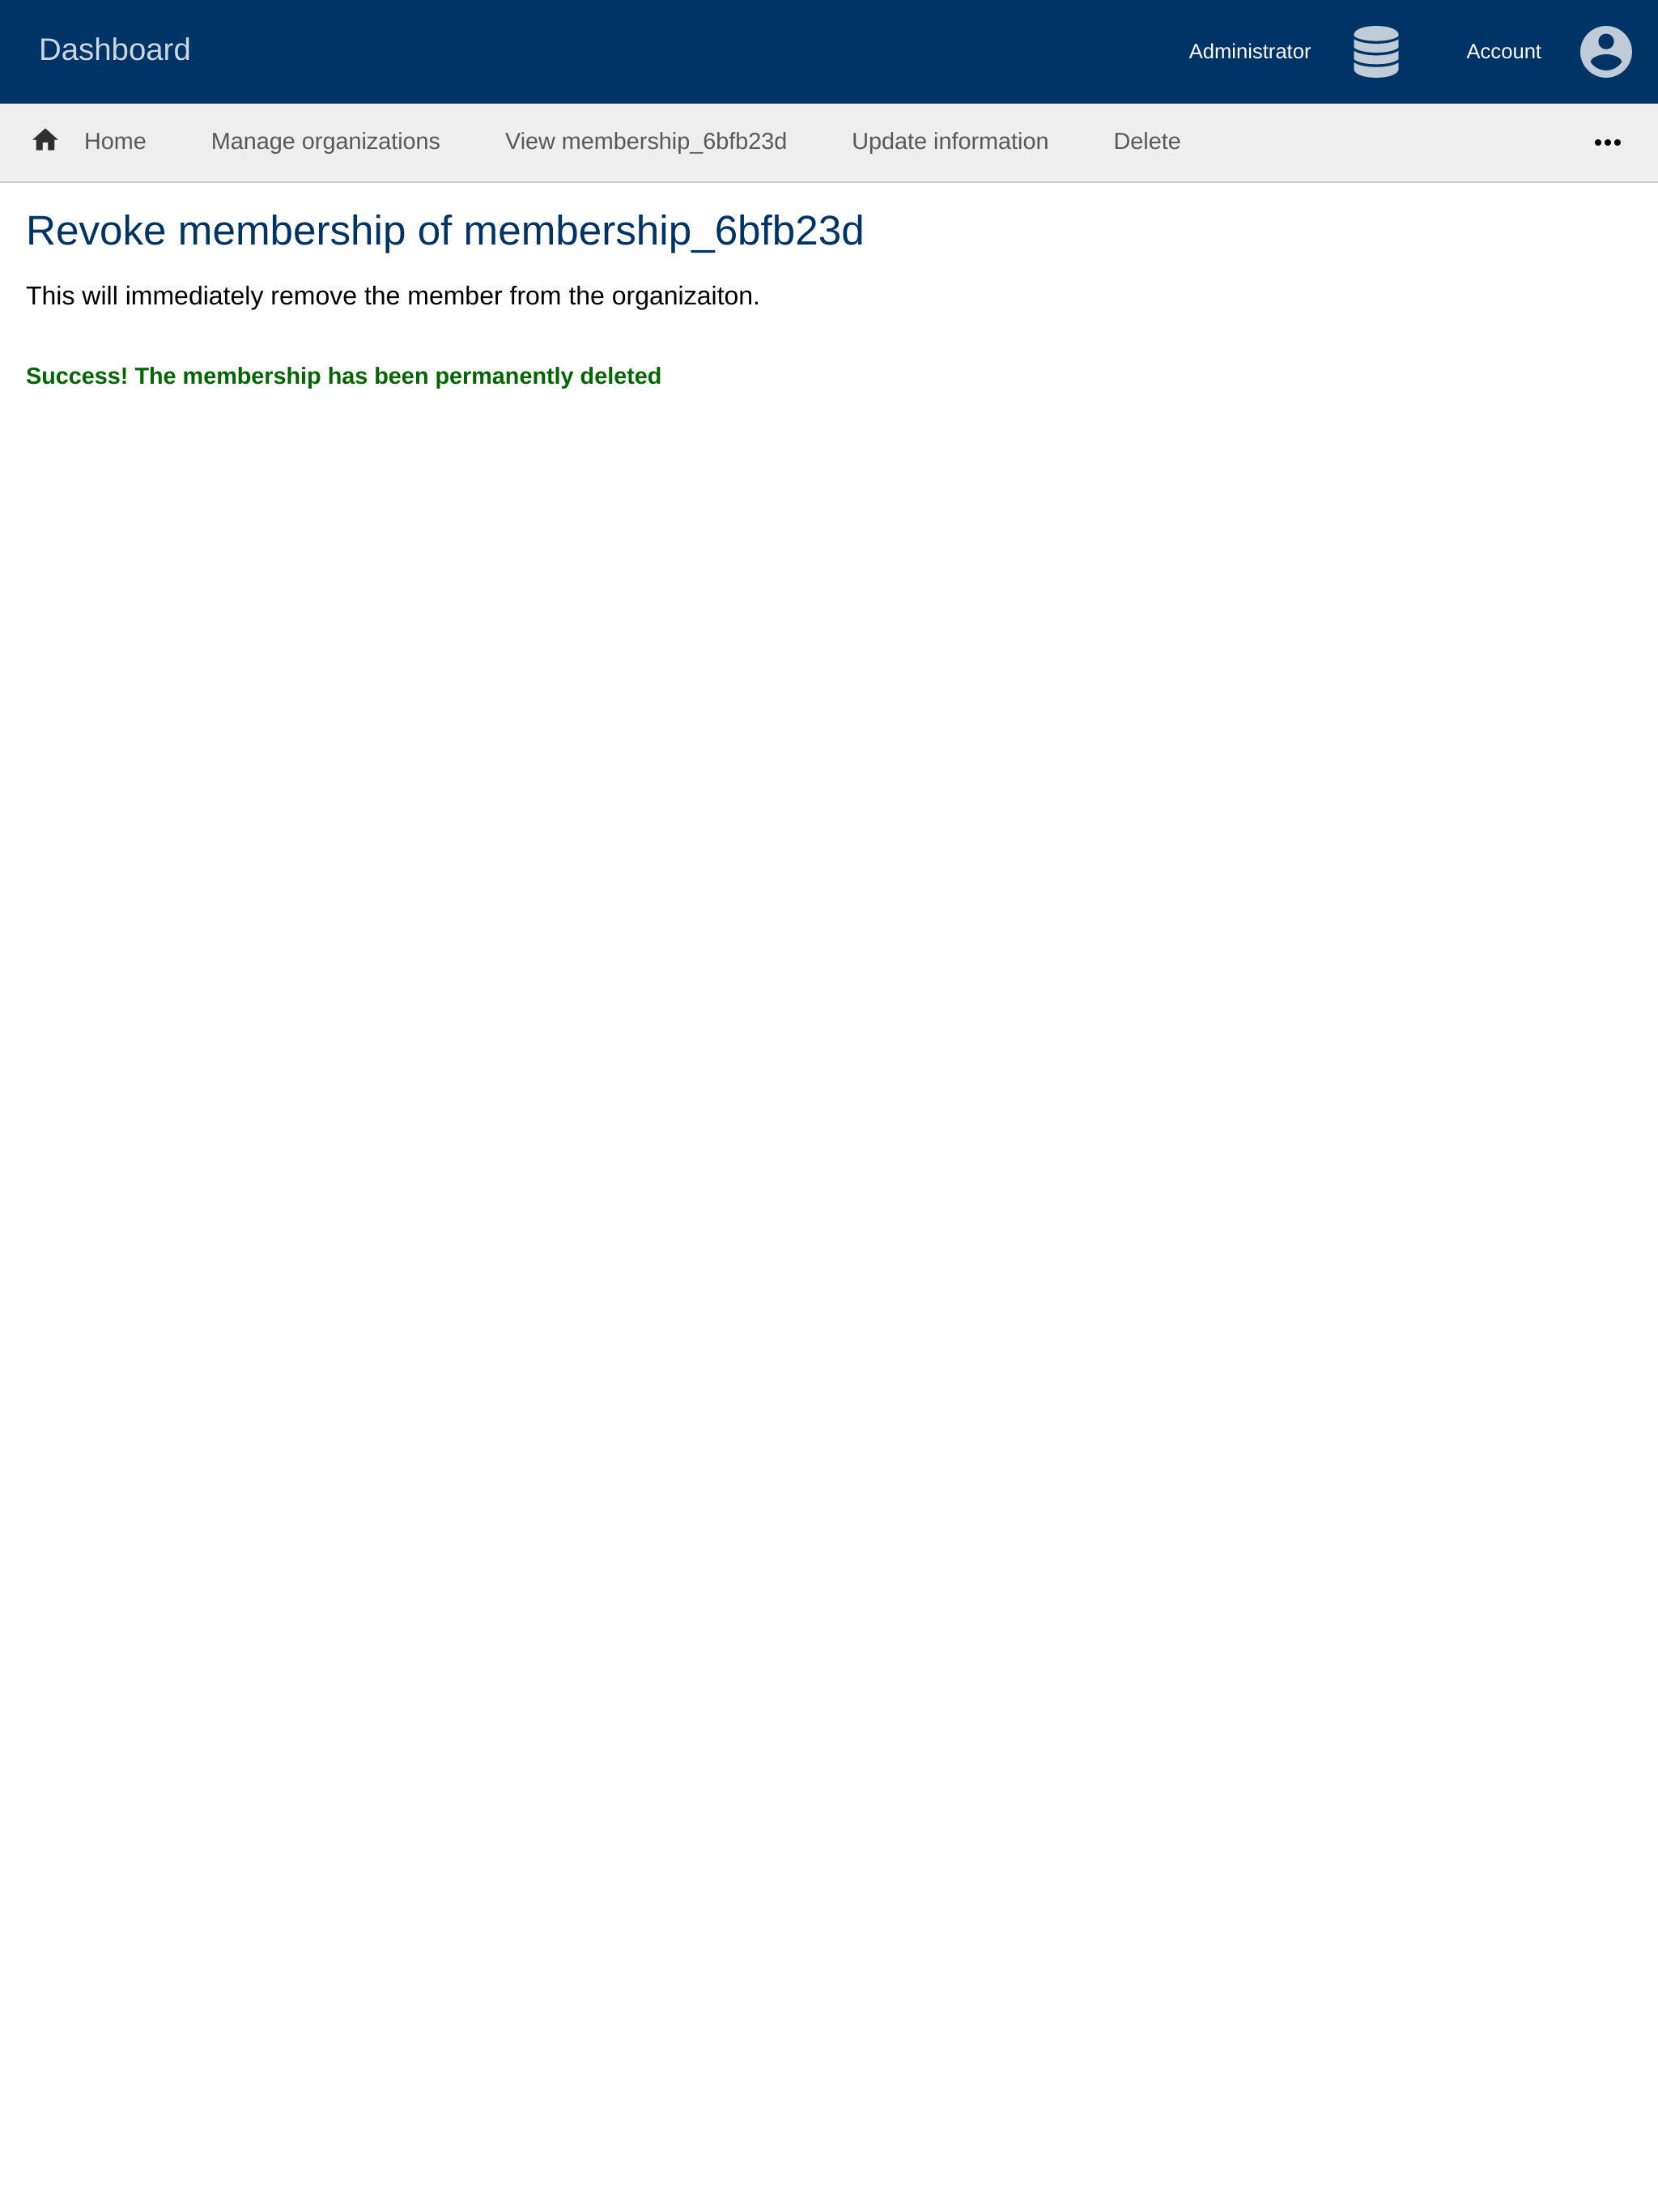 Dashboard
Administrator
Account
Home
Manage organizations
View membership_6bfb23d
Update information
Delete
Revoke membership of membership_6bfb23d
This will immediately remove the member from the organizaiton.
Success! The membership has been permanently deleted